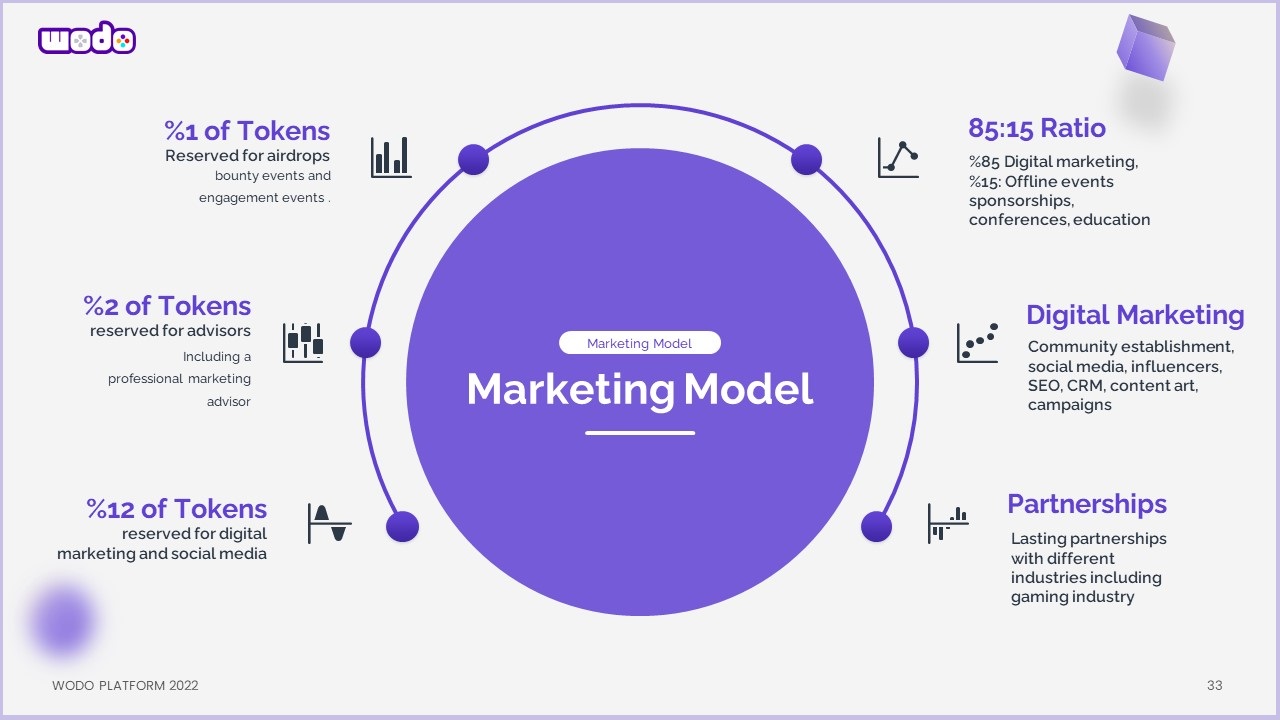 wodo
%1 of Tokens
Reserved for airdrops
bounty events and
engagement events .
%2 of Tokens
reserved for advisors
Including a
professional marketing
advisor
%12 of Tokens
reserved for digital
marketing and social media
Marketing Model
Marketing Model
85:15 Ratio
%85 Digital marketing,
%15: Offline events
sponsorships,
conferences, education
Digital Marketing
Community establishment,
social media, influencers,
SEO, CRM, content art,
campaigns
Partnerships
Lasting partnerships
with different
industries including
gaming industry
WODO PLATFORM 2022
33